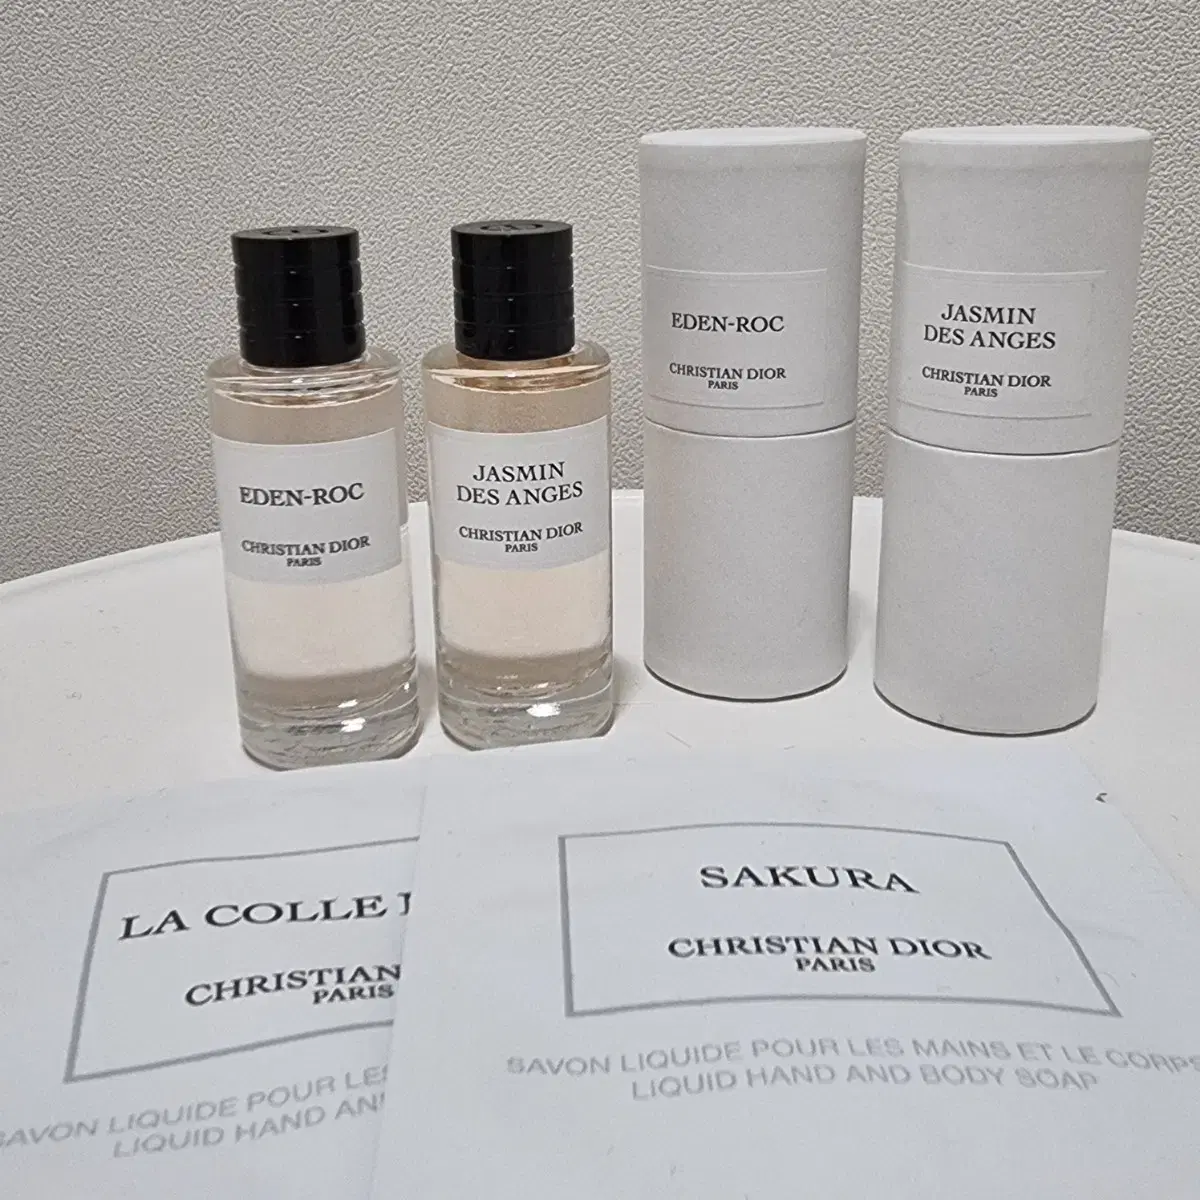 EDEN-ROC
CHRISTIAN DIOR
PARIS
JASMIN
DES ANGES
CHRISTIAN DIOR
PARIS
EDEN-ROC
CHRISTIAN DIOR
PARIS
JASMIN
DES ANGES
CHRISTIAN DIOR
PARIS
LA COLLE
CHRISTIAN
PARIS
SAVON LIQUIDE POUR LES
LIQUID HAND AND
SAKURA
CHRISTIAN DIOR
PARIS
SAVON LIQUIDE POUR LES MAINS ET LE CORPS
LIQUID HAND AND BODY SOAP